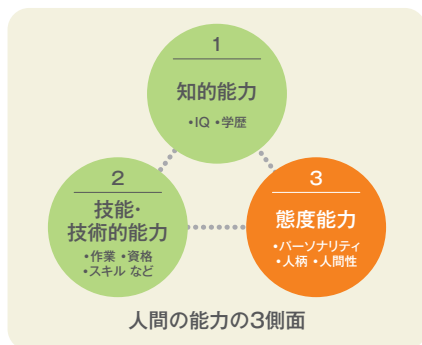 1
知的能力
•IQ •学歴
2
技能・
技術的能力
•作業 •資格
•スキル など
3
態度能力
•パーソナリティ
•人柄 •人間性
人間の能力の3側面